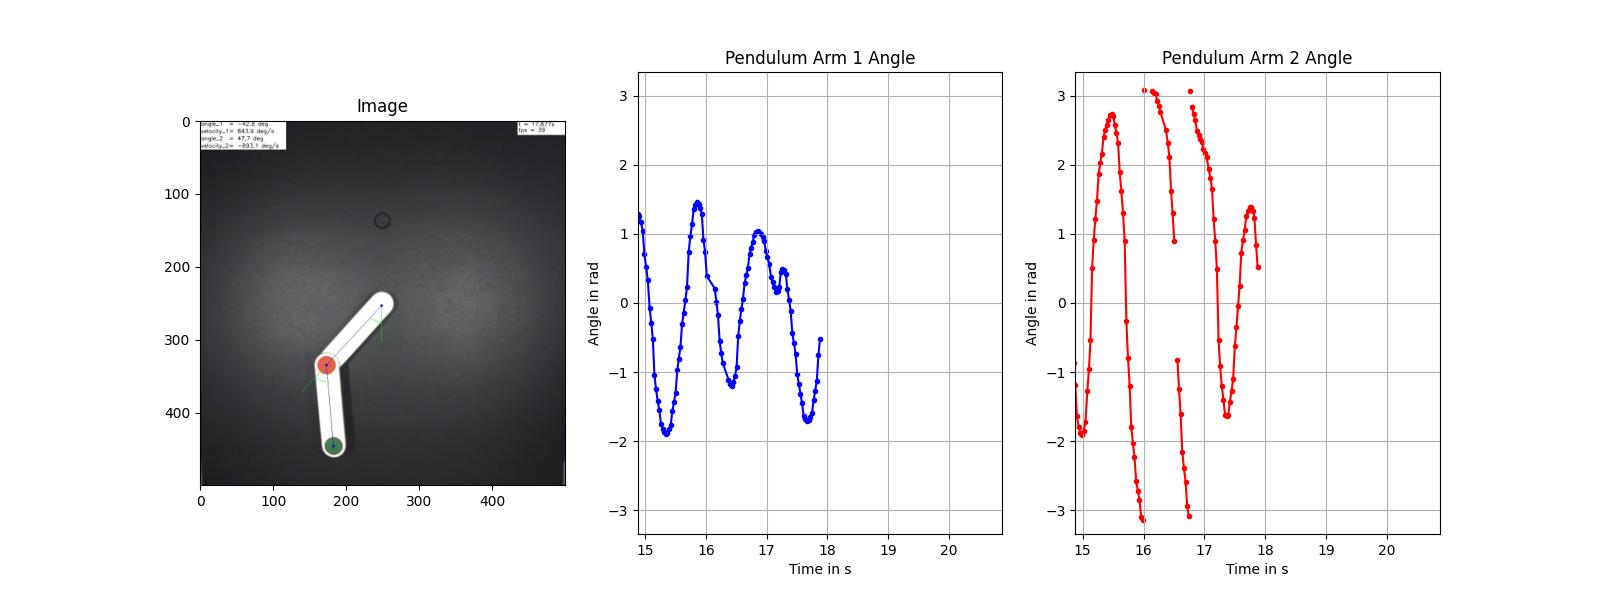 Image
angle_1 = -42.8 deg
velocity_1= 843.9 deg/s
angle_2 = 47.7 deg
velocity_2= -893.1 deg/s
t = 17.877s
fps = 39
0
100
200
300
400
0 100 200 300 400
Pendulum Arm 1 Angle
Angle in rad
3
2
1
0
−1
−2
−3
15 16 17 18 19 20
Time in s
Pendulum Arm 2 Angle
Angle in rad
3
2
1
0
−1
−2
−3
15 16 17 18 19 20
Time in s